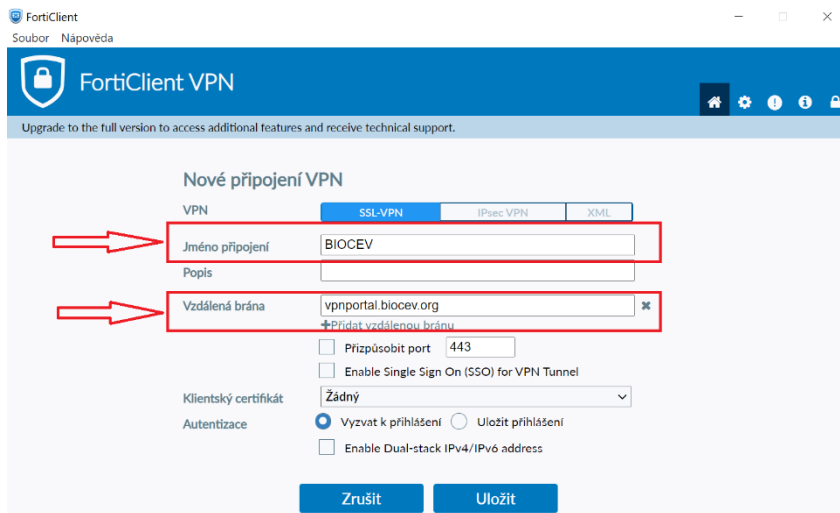 FortiClient
Soubor Nápověda
FortiClient VPN
Upgrade to the full version to access additional features and receive technical support.
Nové připojení VPN
VPN SSL-VPN IPsec VPN XML
Jméno připojení BIOCEV
Popis
Vzdálená brána vpnportal.biocev.org
+Přidat vzdálenou bránu
Přizpůsobit port 443
Enable Single Sign On (SSO) for VPN Tunnel
Klientský certifikát Žádný
Autentizace Vyzvat k přihlášení Uložit přihlášení
Enable Dual-stack IPv4/IPv6 address
Zrušit Uložit